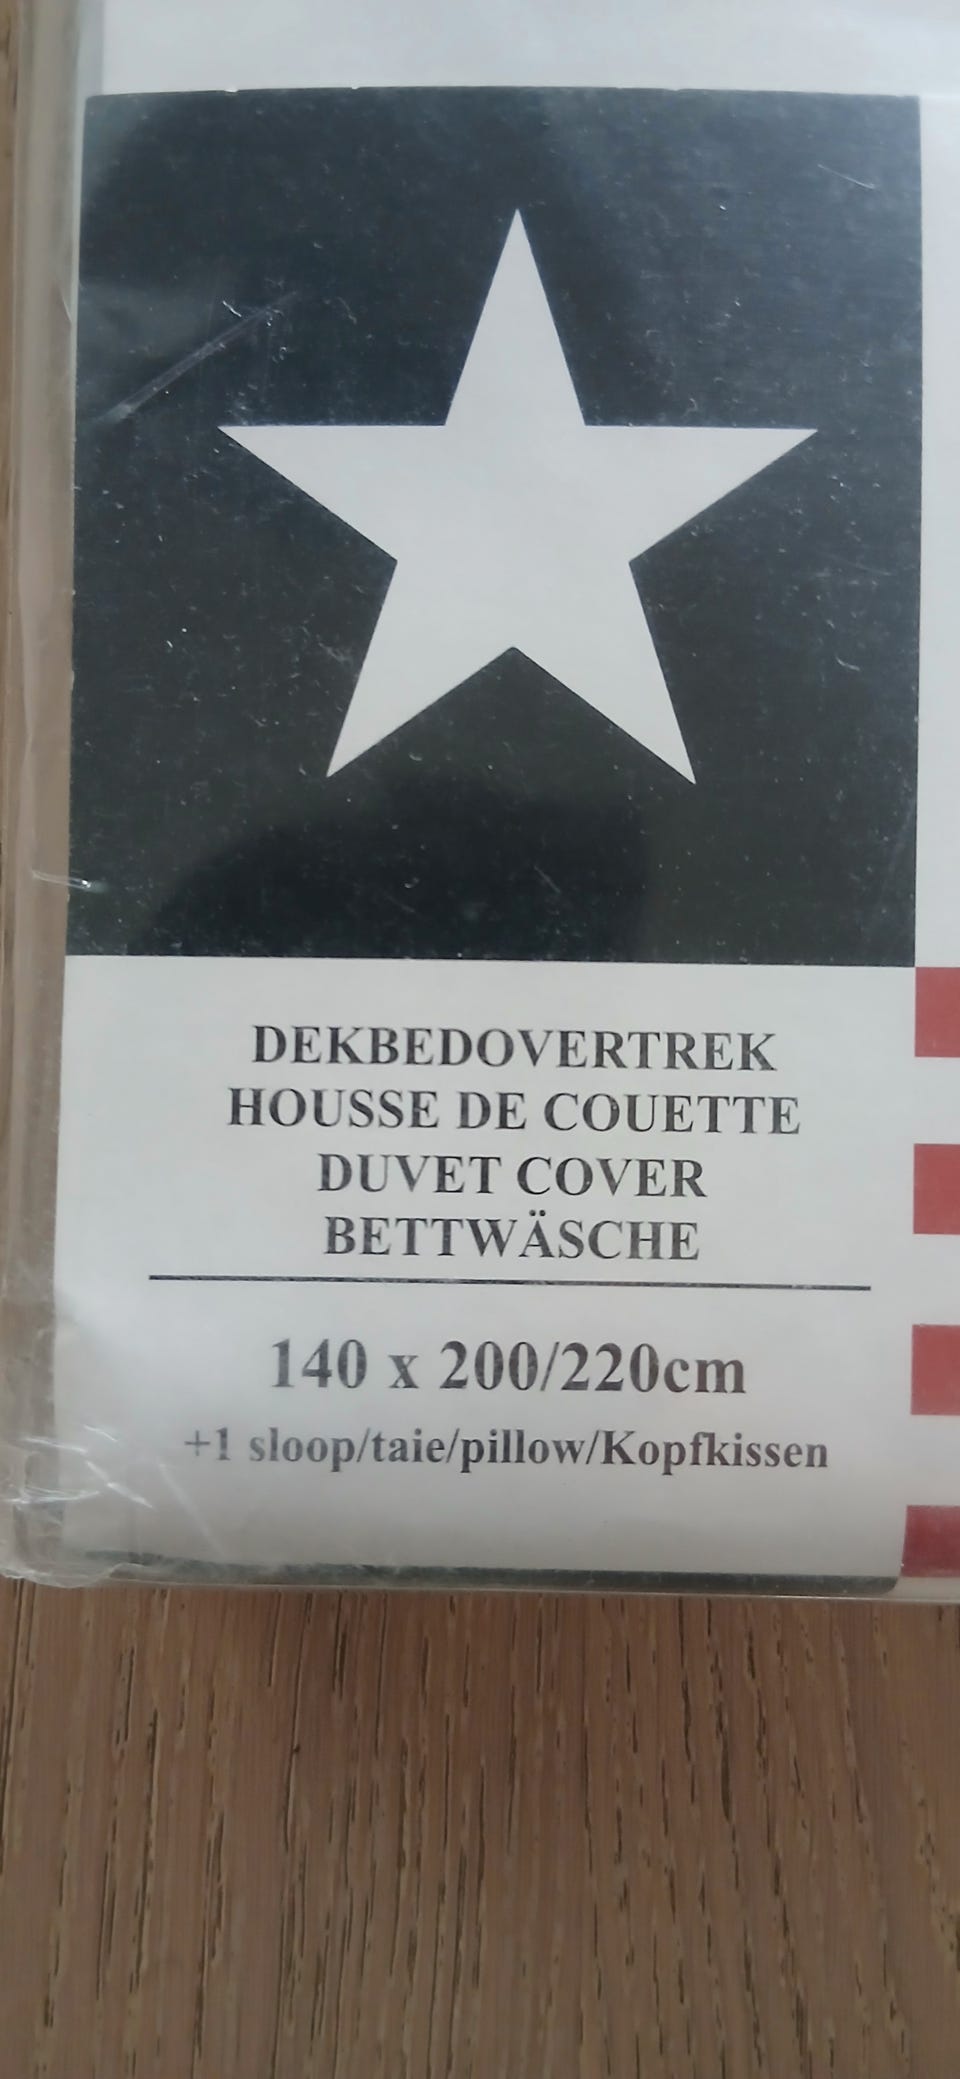 DEKBEDOVERTREK
HOUSSE DE COUETTE
DUVET COVER
BETTWÄSCHE
140 x 200/220cm
+1 sloop/taie/pillow/Kopfkissen